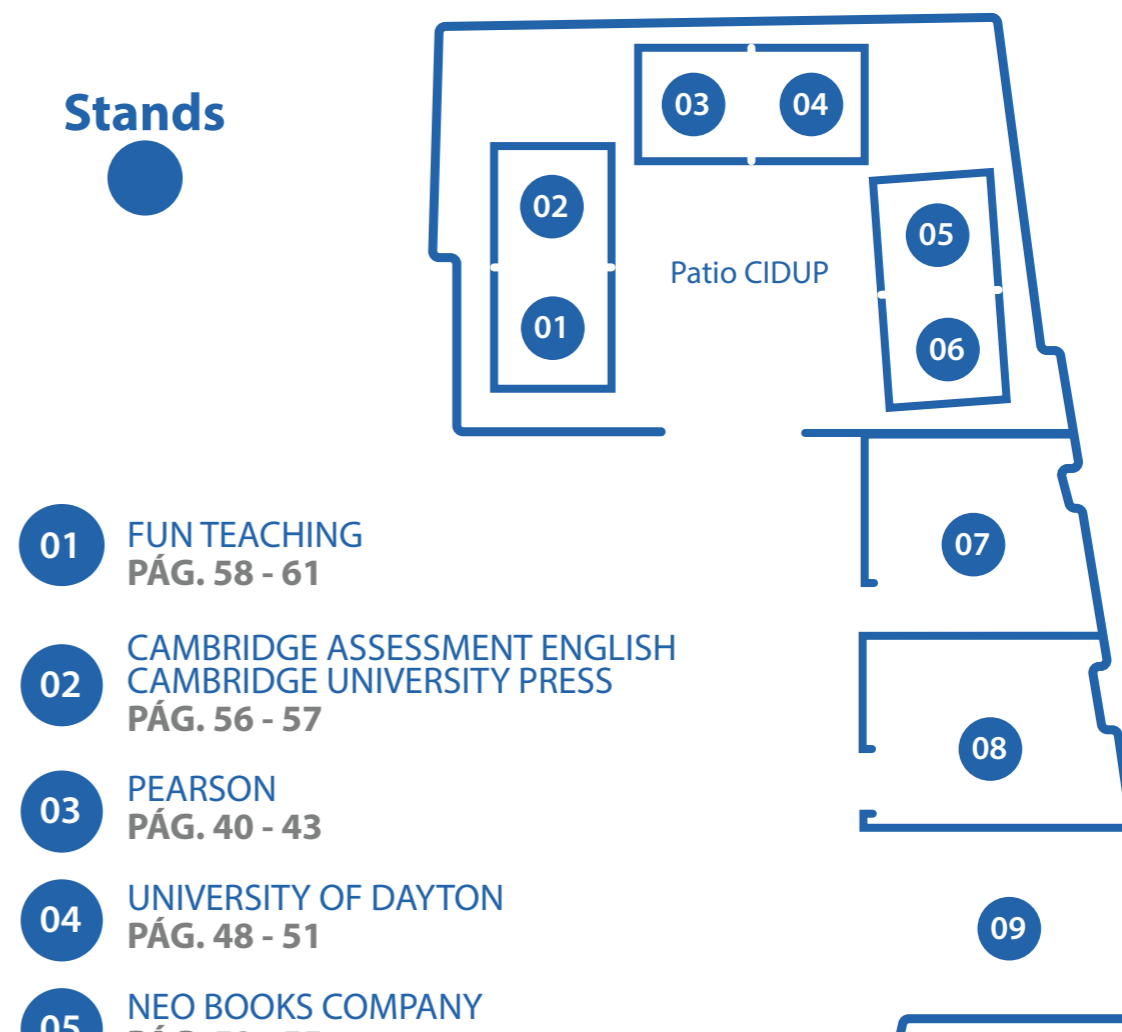 Stands
03
04
02
05
Patio CIDUP
01
06
01
FUN TEACHING
PÁG. 58 - 61
07
02
CAMBRIDGE ASSESSMENT ENGLISH
CAMBRIDGE UNIVERSITY PRESS
PÁG. 56 - 57
08
03
PEARSON
PÁG. 40 - 43
04
UNIVERSITY OF DAYTON
PÁG. 48 - 51
09
05
NEO BOOKS COMPANY